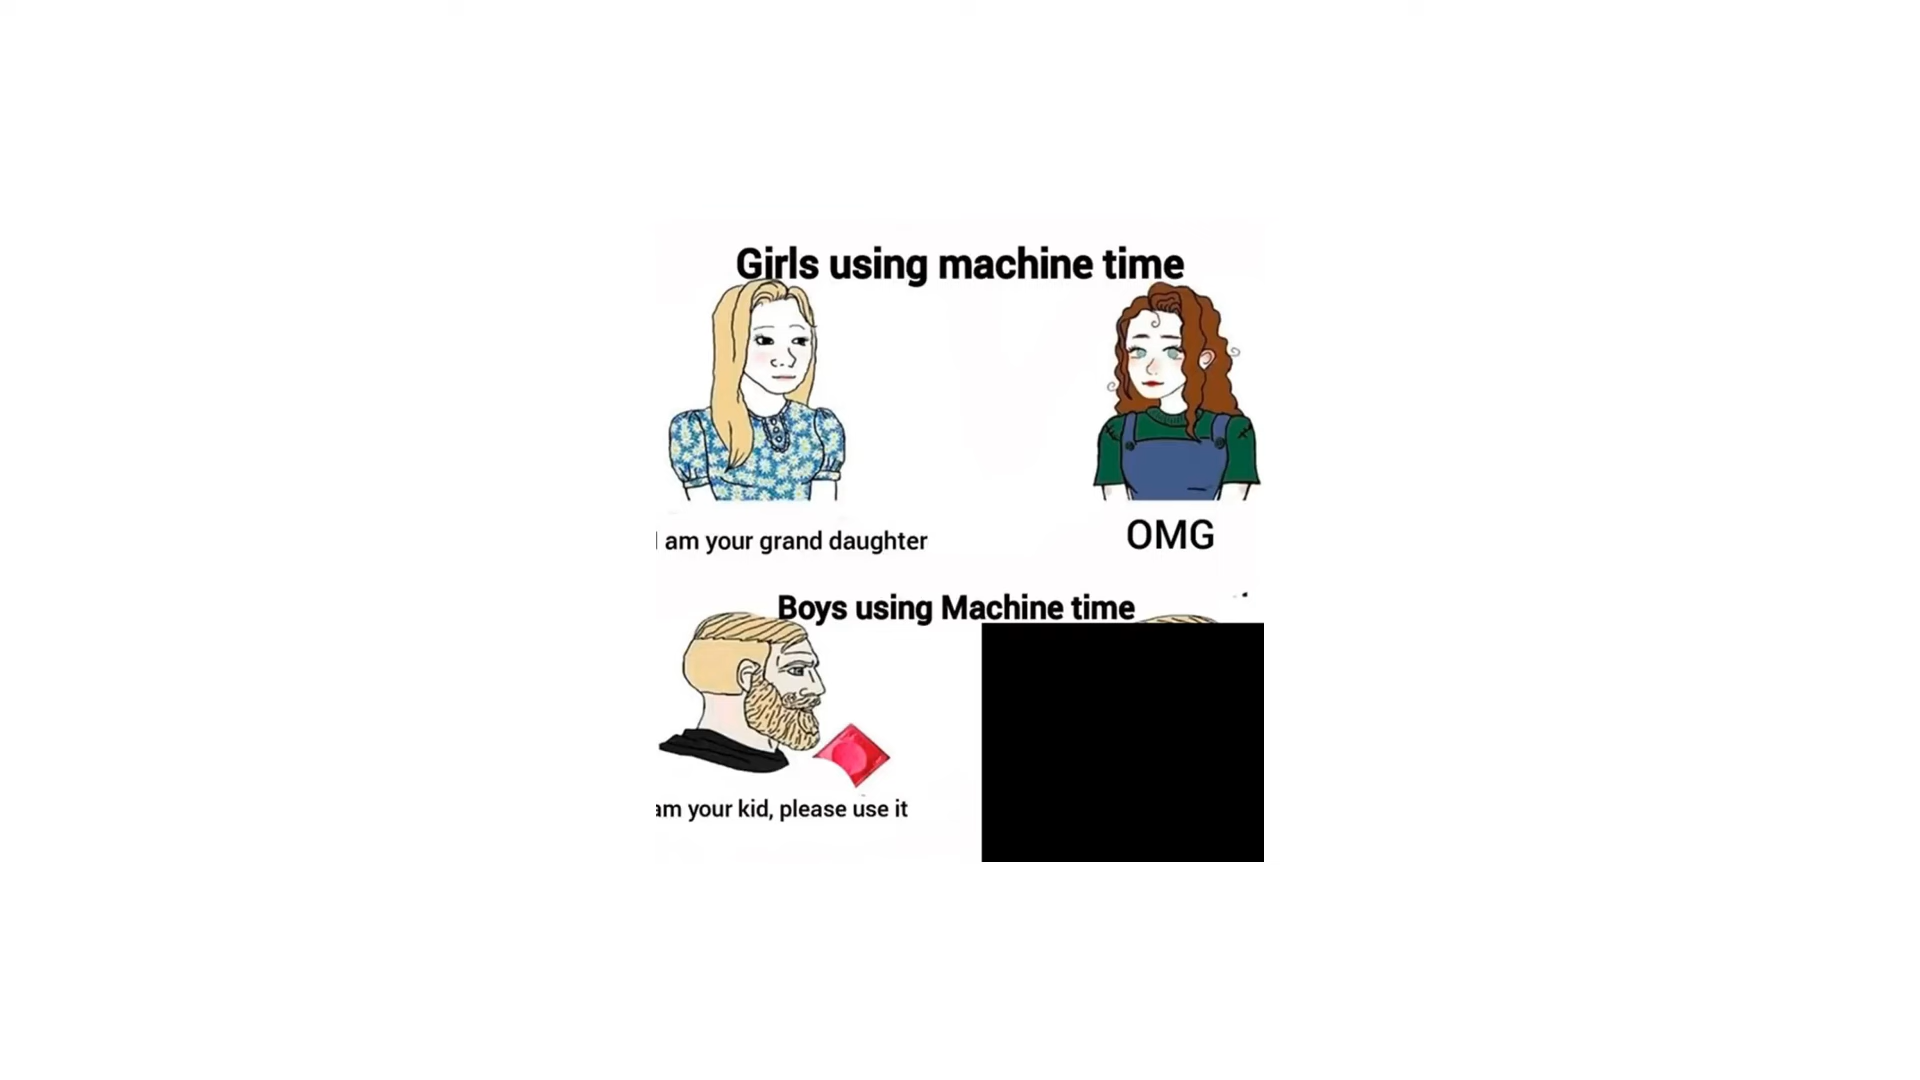 Girls using machine time
I am your grand daughter
OMG
Boys using Machine time
am your kid, please use it